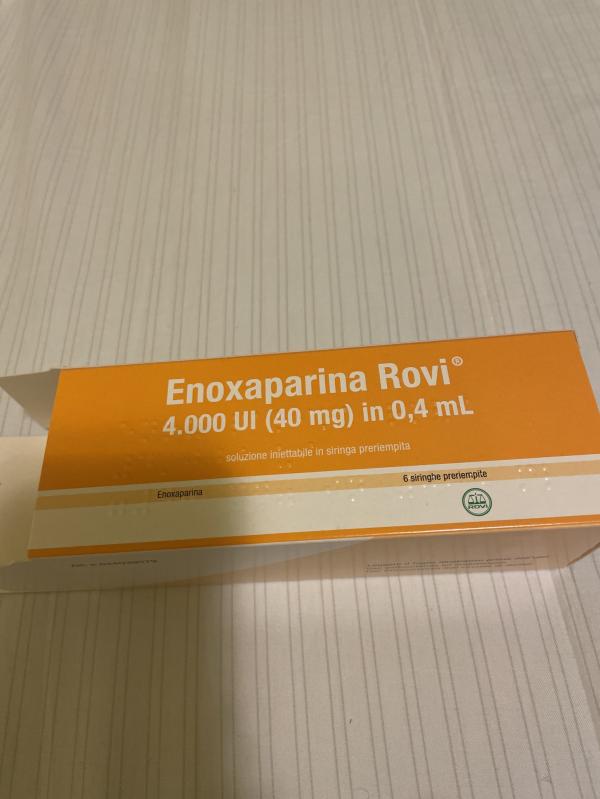 Enoxaparina Rovi®
4.000 UI (40 mg) in 0,4 mL
soluzione iniettabile in siringa preriempita
6 siringhe preriempite
Enoxaparina
ROVI